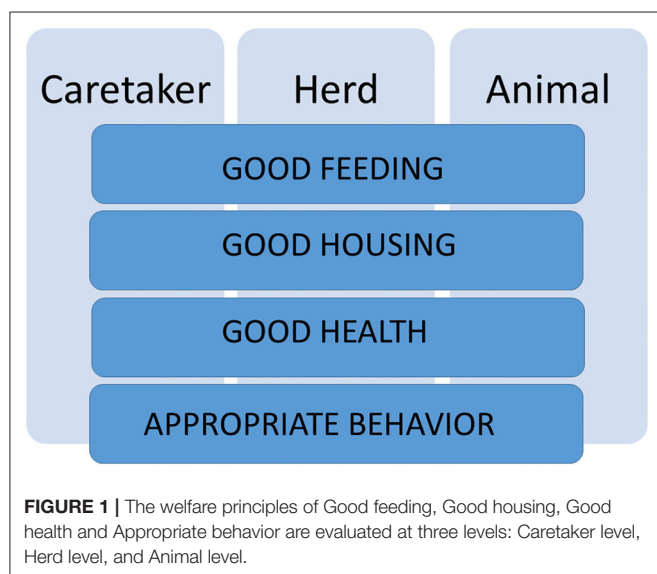 Caretaker Herd Animal
GOOD FEEDING
GOOD HOUSING
GOOD HEALTH
APPROPRIATE BEHAVIOR
FIGURE 1 | The welfare principles of Good feeding, Good housing, Good
health and Appropriate behavior are evaluated at three levels: Caretaker level,
Herd level, and Animal level.